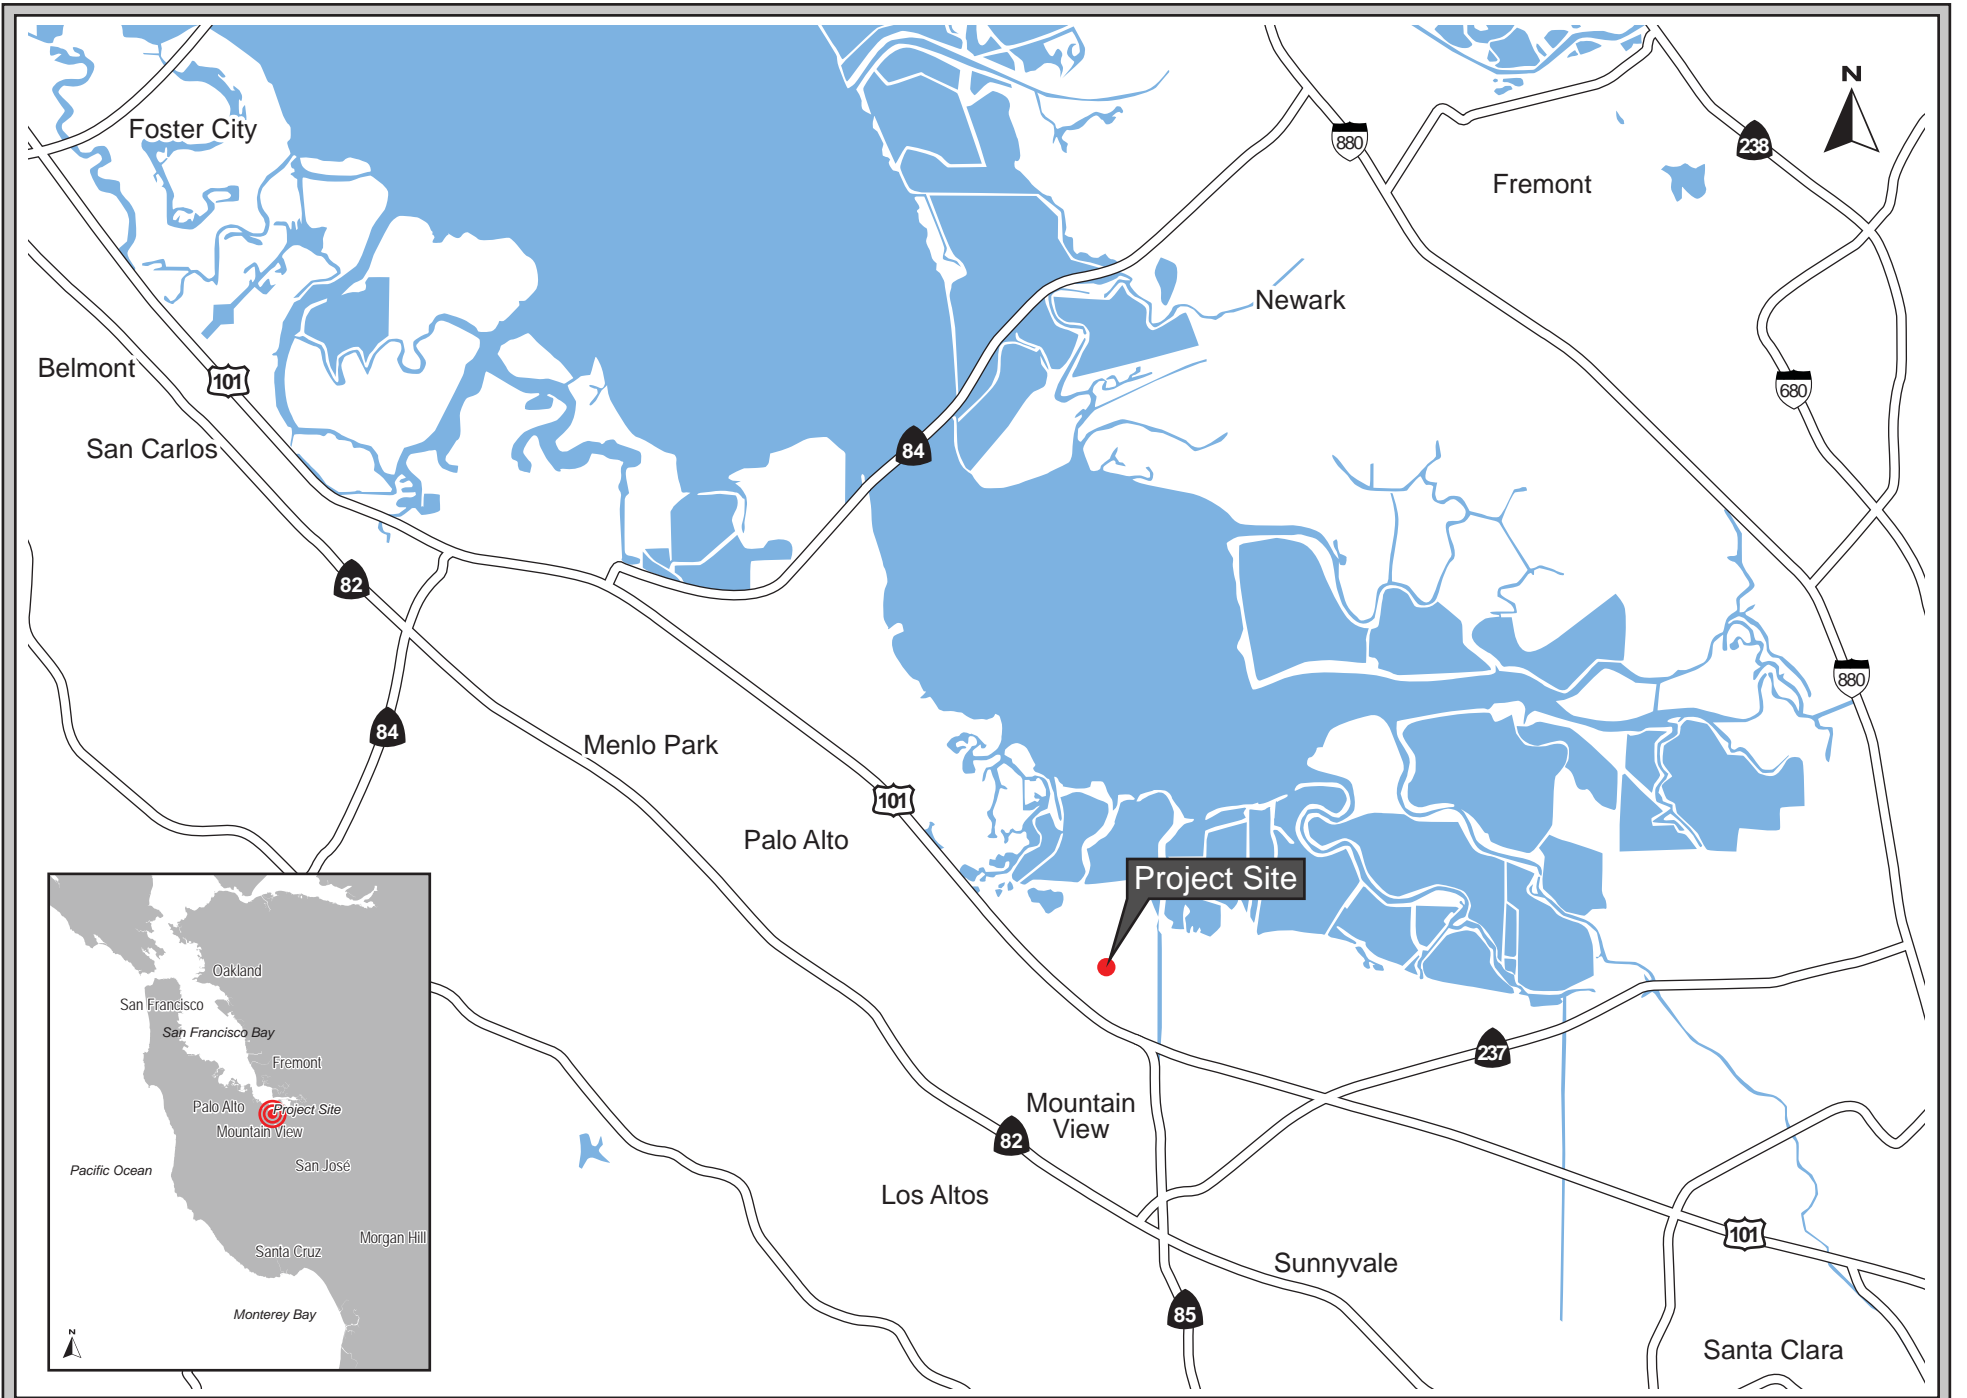 N
Foster City
880
238
Fremont
Newark
Belmont
101
680
San Carlos
84
82
880
84
Menlo Park
101
Palo Alto
Project Site
237
Mountain
View
82
Los Altos
101
Sunnyvale
85
Santa Clara
Oakland
San Francisco
San Francisco Bay
Fremont
Palo Alto
Project Site
Mountain View
San José
Pacific Ocean
Morgan Hill
Santa Cruz
Monterey Bay
N